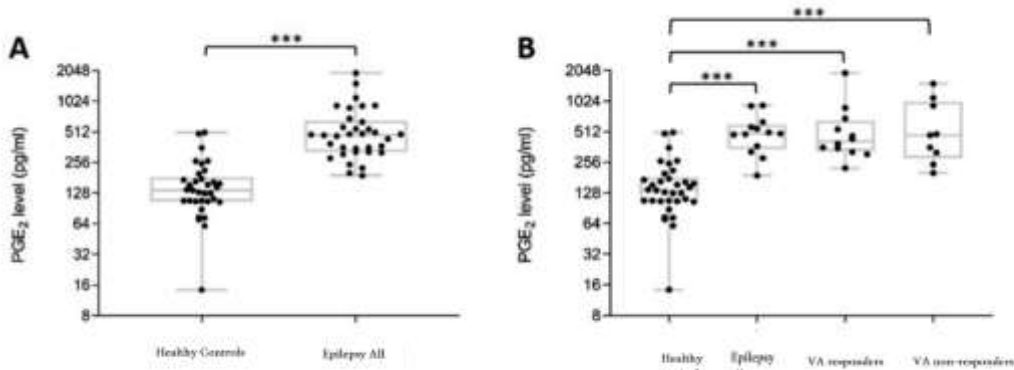 A
***
PGE2 level (pg/ml)
2048
1024
512
256
128
64
32
16
8
Healthy Controls
Epilepsy All
B
***
***
***
PGE2 level (pg/ml)
2048
1024
512
256
128
64
32
16
8
Healthy
Epilepsy
VA responders
VA non-responders